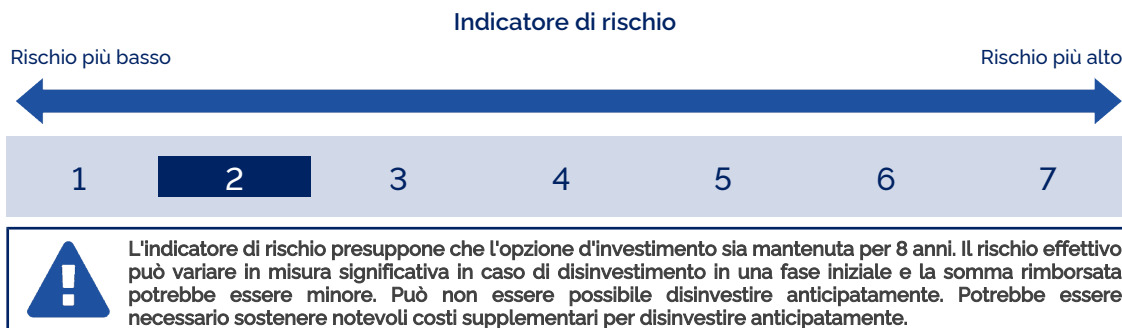 Indicatore di rischio
Rischio più basso
Rischio più alto
1 2 3 4 5 6 7
L'indicatore di rischio presuppone che l'opzione d'investimento sia mantenuta per 8 anni. Il rischio effettivo
può variare in misura significativa in caso di disinvestimento in una fase iniziale e la somma rimborsata
potrebbe essere minore. Può non essere possibile disinvestire anticipatamente. Potrebbe essere
necessario sostenere notevoli costi supplementari per disinvestire anticipatamente.